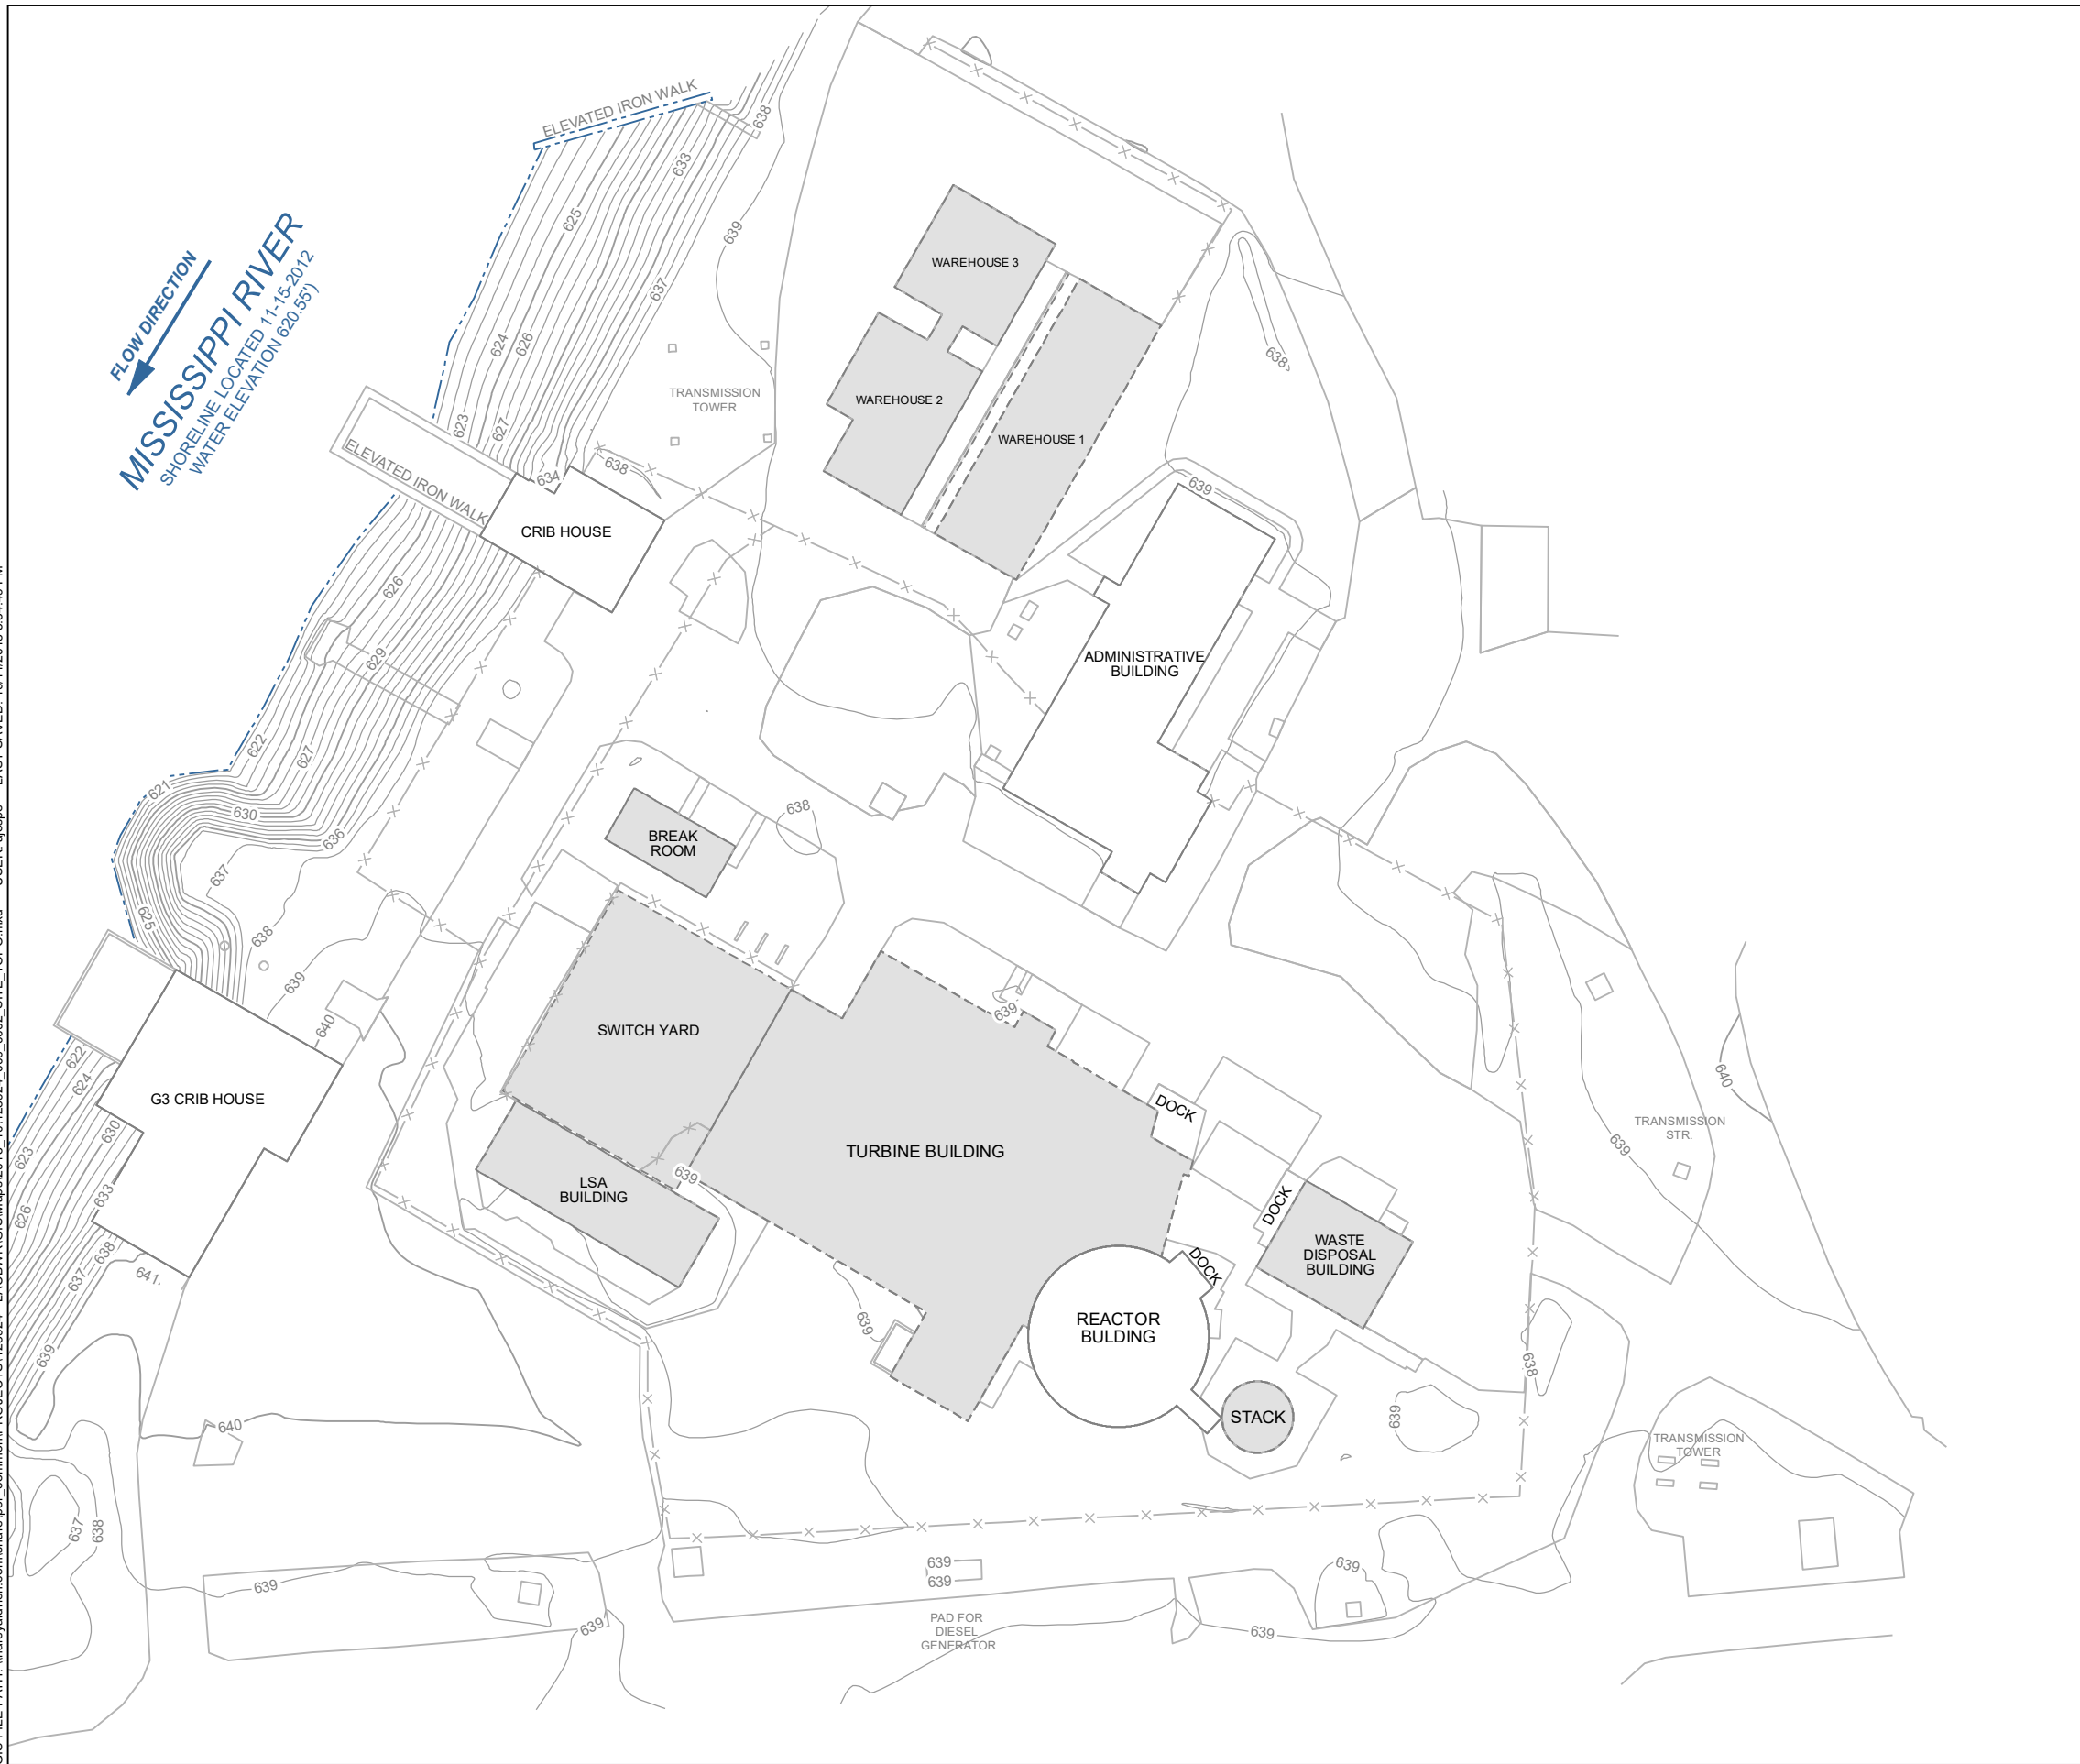 ELEVATED IRON WALK
638
633
625
639
637
624
626
623
627
634
638
FLOW DIRECTION
MISSISSIPPI RIVER
SHORELINE LOCATED 11-15-2012
WATER ELEVATION 620.55')
TRANSMISSION
TOWER
WAREHOUSE 3
WAREHOUSE 2
WAREHOUSE 1
638
639
ELEVATED IRON WALK
CRIB HOUSE
626
629
622
627
621
630
636
637
625
638
639
640
ADMINISTRATIVE
BUILDING
BREAK
ROOM
638
SWITCH YARD
639
G3 CRIB HOUSE
622
624
630
623
633
626
638
637
641
639
LSA
BUILDING
639
TURBINE BUILDING
DOCK
DOCK
DOCK
WASTE
DISPOSAL
BUILDING
REACTOR
BULDING
STACK
639
639
638
640
639
TRANSMISSION
STR.
TRANSMISSION
TOWER
640
637
638
639
639
639
639
PAD FOR
DIESEL
GENERATOR
639
639